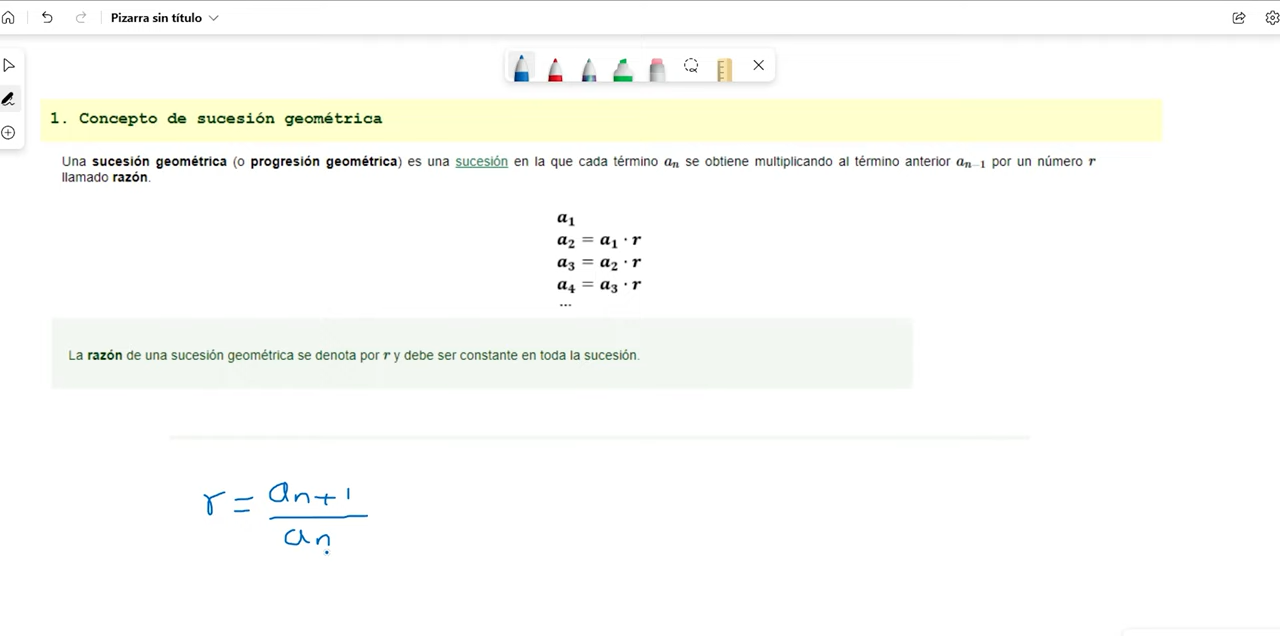 Pizarra sin título
1. Concepto de sucesión geométrica
Una sucesión geométrica (o progresión geométrica) es una sucesión en la que cada término aₙ se obtiene multiplicando al término anterior aₙ₋₁ por un número r
llamado razón.
a₁
a₂ = a₁ · r
a₃ = a₂ · r
a₄ = a₃ · r
...
La razón de una sucesión geométrica se denota por r y debe ser constante en toda la sucesión.
r = an+1
an